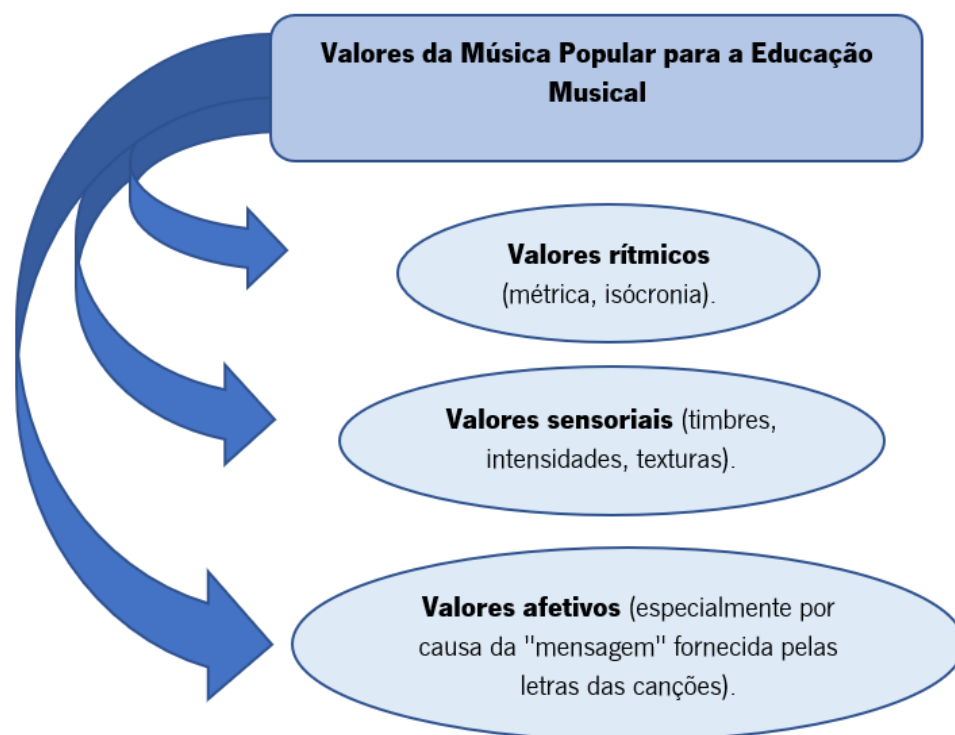 Valores da Música Popular para a Educação
Musical
Valores rítmicos
(métrica, isócronia).
Valores sensoriais (timbres,
intensidades, texturas).
Valores afetivos (especialmente por
causa da "mensagem" fornecida pelas
letras das canções).